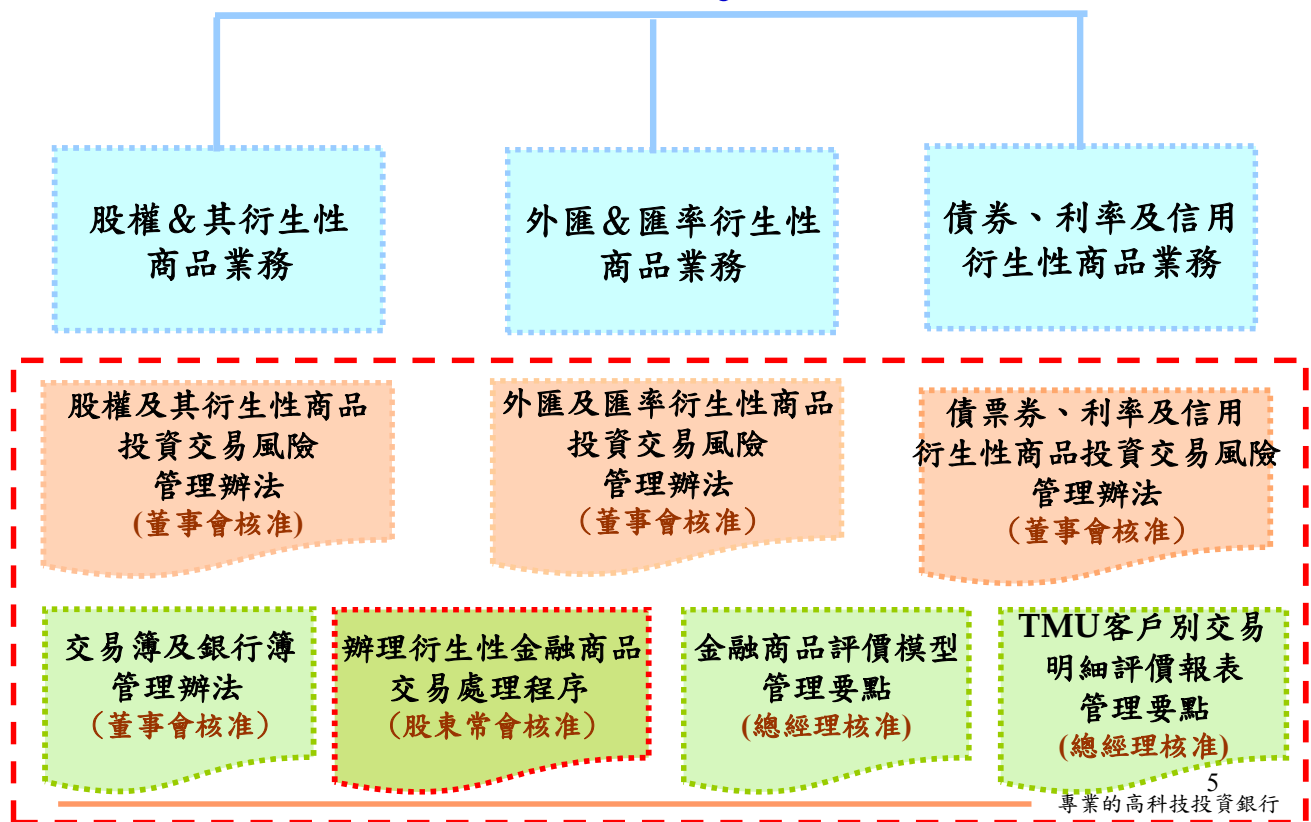 股權＆其衍生性
商品業務
外匯＆匯率衍生性
商品業務
債券、利率及信用
衍生性商品業務
股權及其衍生性商品
投資交易風險
管理辦法
(董事會核准)
外匯及匯率衍生性商品
投資交易風險
管理辦法
（董事會核准）
債票券、利率及信用
衍生性商品投資交易風險
管理辦法
（董事會核准）
交易簿及銀行簿
管理辦法
（董事會核准）
辦理衍生性金融商品
交易處理程序
（股東常會核准）
金融商品評價模型
管理要點
(總經理核准)
TMU客戶別交易
明細評價報表
管理要點
(總經理核准)
5
專業的高科技投資銀行